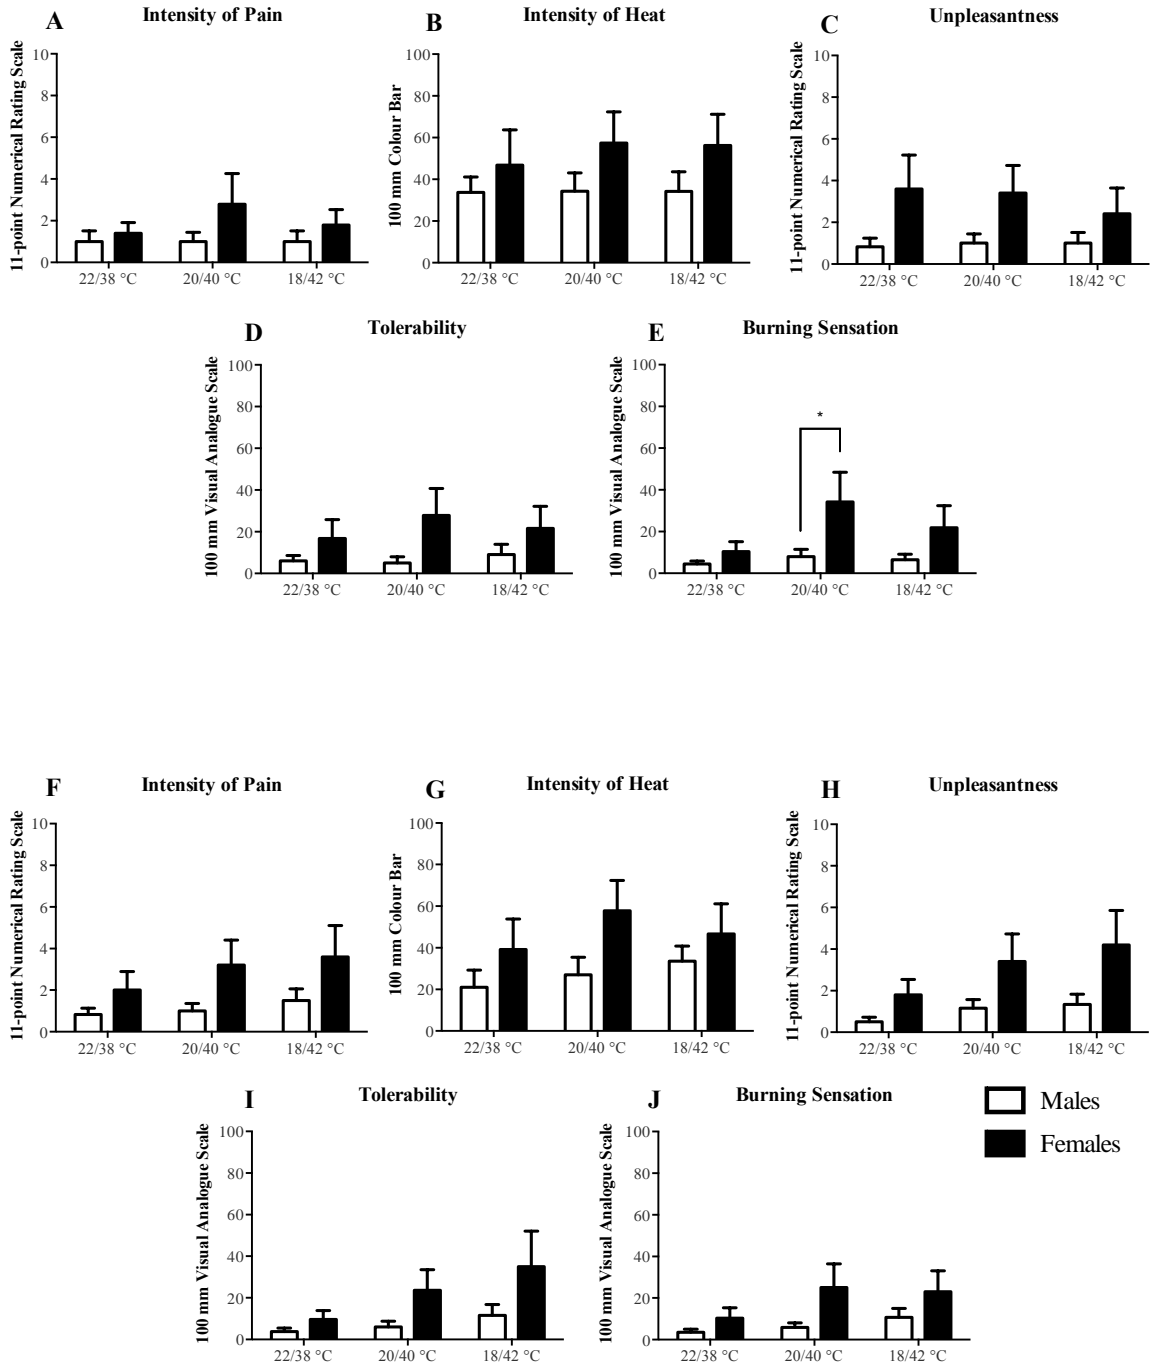 A Intensity of Pain
11-point Numerical Rating Scale
10
8
6
4
2
0
22/38 °C 20/40 °C 18/42 °C
B Intensity of Heat
100 mm Colour Bar
100
80
60
40
20
0
22/38 °C 20/40 °C 18/42 °C
C Unpleasantness
11-point Numerical Rating Scale
10
8
6
4
2
0
22/38 °C 20/40 °C 18/42 °C
D Tolerability
100 mm Visual Analogue Scale
100
80
60
40
20
0
22/38 °C 20/40 °C 18/42 °C
E Burning Sensation
100 mm Visual Analogue Scale
100
80
60
40
20
0
*
22/38 °C 20/40 °C 18/42 °C
F Intensity of Pain
11-point Numerical Rating Scale
10
8
6
4
2
0
22/38 °C 20/40 °C 18/42 °C
G Intensity of Heat
100 mm Colour Bar
100
80
60
40
20
0
22/38 °C 20/40 °C 18/42 °C
H Unpleasantness
11-point Numerical Rating Scale
10
8
6
4
2
0
22/38 °C 20/40 °C 18/42 °C
I Tolerability
100 mm Visual Analogue Scale
100
80
60
40
20
0
22/38 °C 20/40 °C 18/42 °C
J Burning Sensation
100 mm Visual Analogue Scale
100
80
60
40
20
0
22/38 °C 20/40 °C 18/42 °C
Males
Females